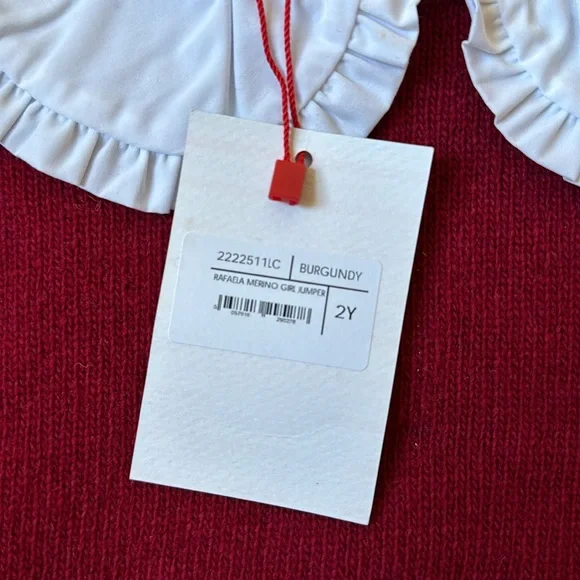 2222511LC BURGUNDY
RAFAELA MERINO GIRL JUMPER
2Y